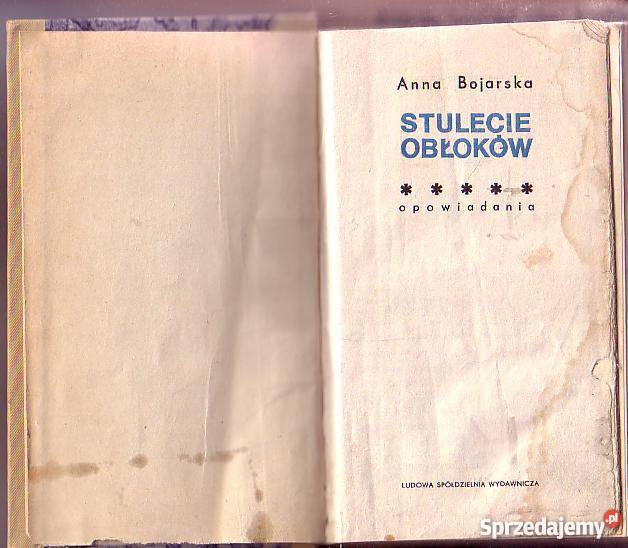 Anna Bojarska
STULECIE
OBŁOKÓW
* * * * *
opowiadania
LUDOWA SPÓŁDZIELNIA WYDAWNICZA
Sprzedajemy.pl